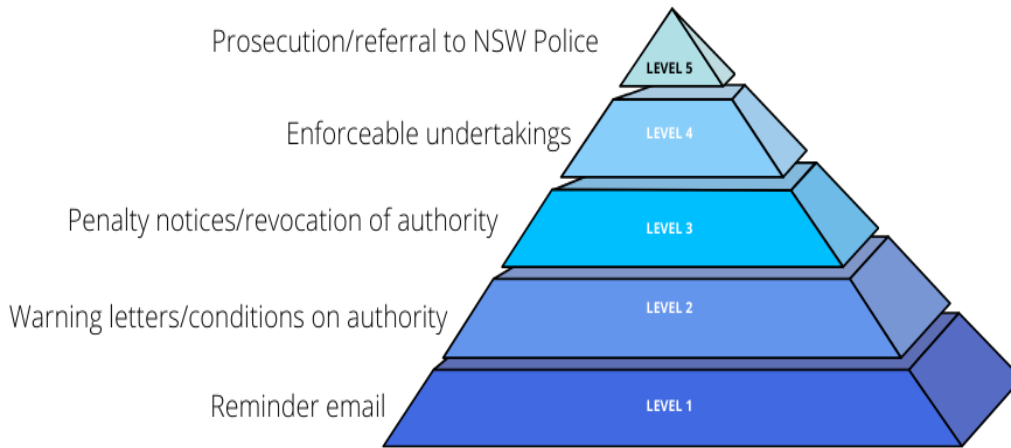 Prosecution/referral to NSW Police
LEVEL 5
Enforceable undertakings
LEVEL 4
Penalty notices/revocation of authority
LEVEL 3
Warning letters/conditions on authority
LEVEL 2
Reminder email
LEVEL 1